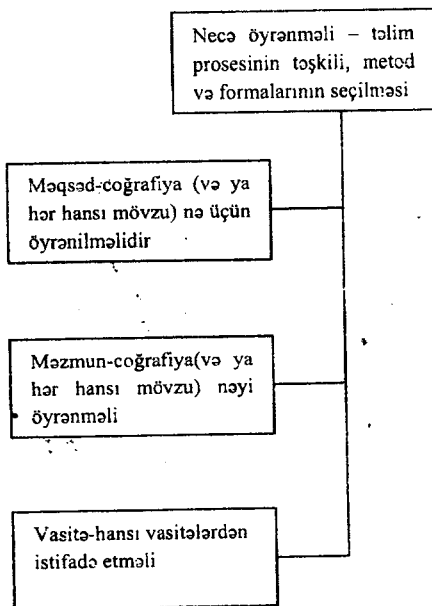 Necə öyrənməli – təlim
prosesinin təşkili, metod
və formalarının seçilməsi
Məqsəd-coğrafiya (və ya
hər hansı mövzu) nə üçün
öyrənilməlidir
Məzmun-coğrafiya(və ya
hər hansı mövzu) nəyi
öyrənməli
Vasitə-hansı vasitələrdən
istifadə etməli